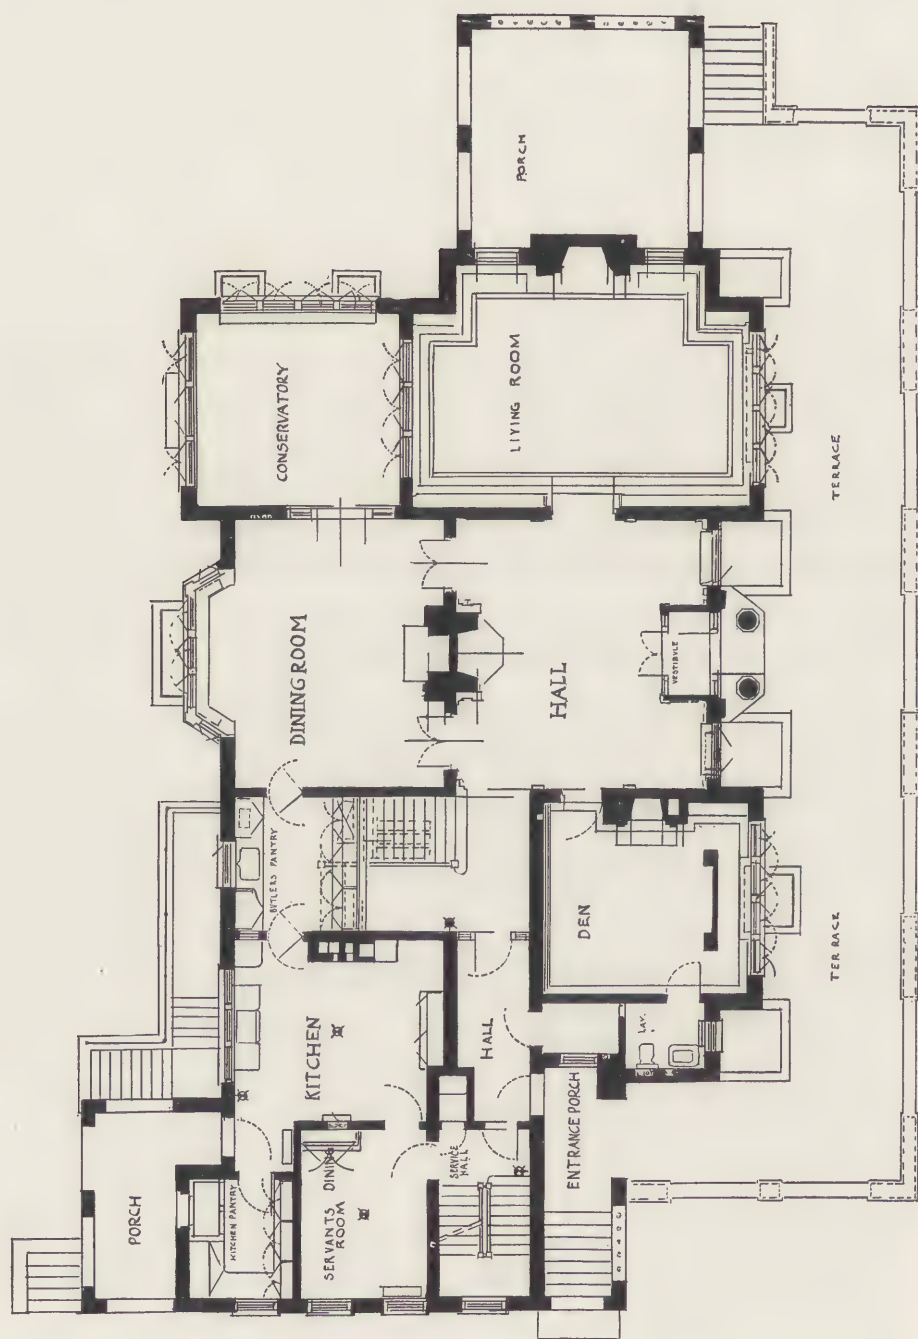 PORCH
CONSERVATORY
LIVING ROOM
TERRACE
DINING ROOM
HALL
VESTIBULE
BUTLERS PANTRY
DEN
TERRACE
KITCHEN
HALL
LAV.
PORCH
KITCHEN PANTRY
SERVANTS DINING
ROOM
SERVICE
HALL
ENTRANCE PORCH